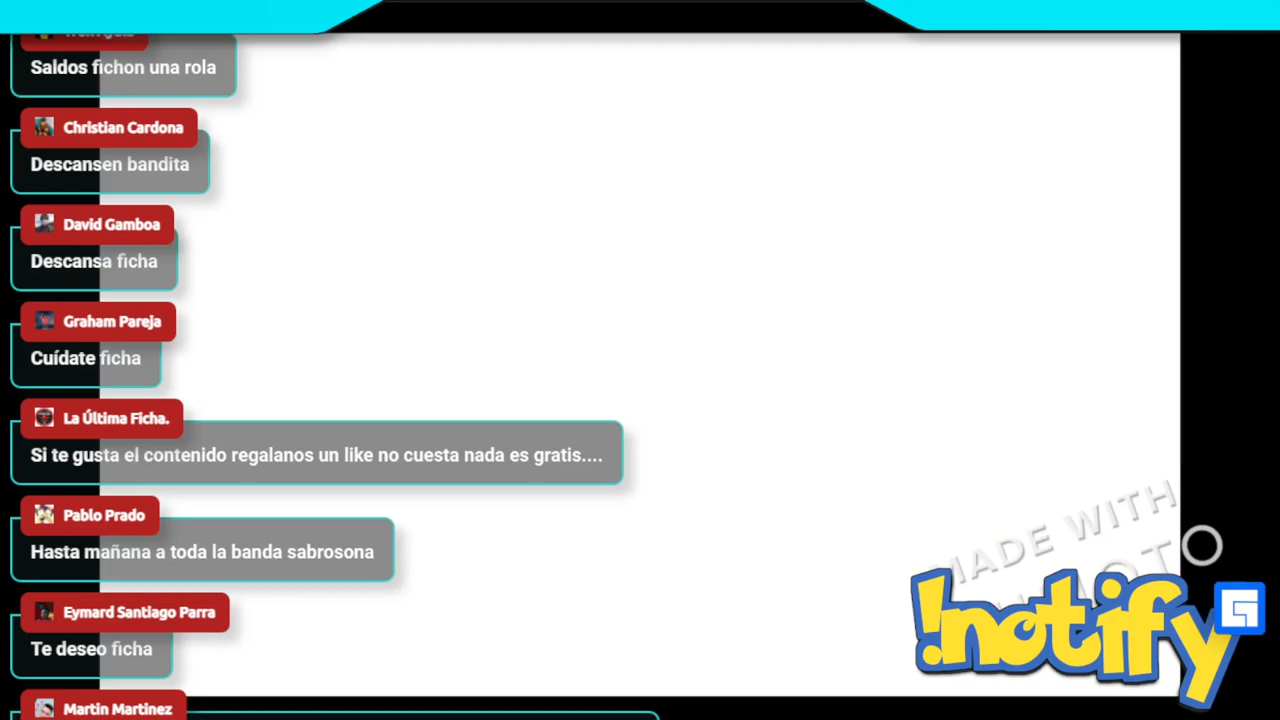 Saldos fichon una rola
Christian Cardona
Descansen bandita
David Gamboa
Descansa ficha
Graham Pareja
Cuídate ficha
La Última Ficha.
Si te gusta el contenido regalanos un like no cuesta nada es gratis....
Pablo Prado
Hasta mañana a toda la banda sabrosona
Eymard Santiago Parra
Te deseo ficha
Martin Martinez
MADE WITH
!notify